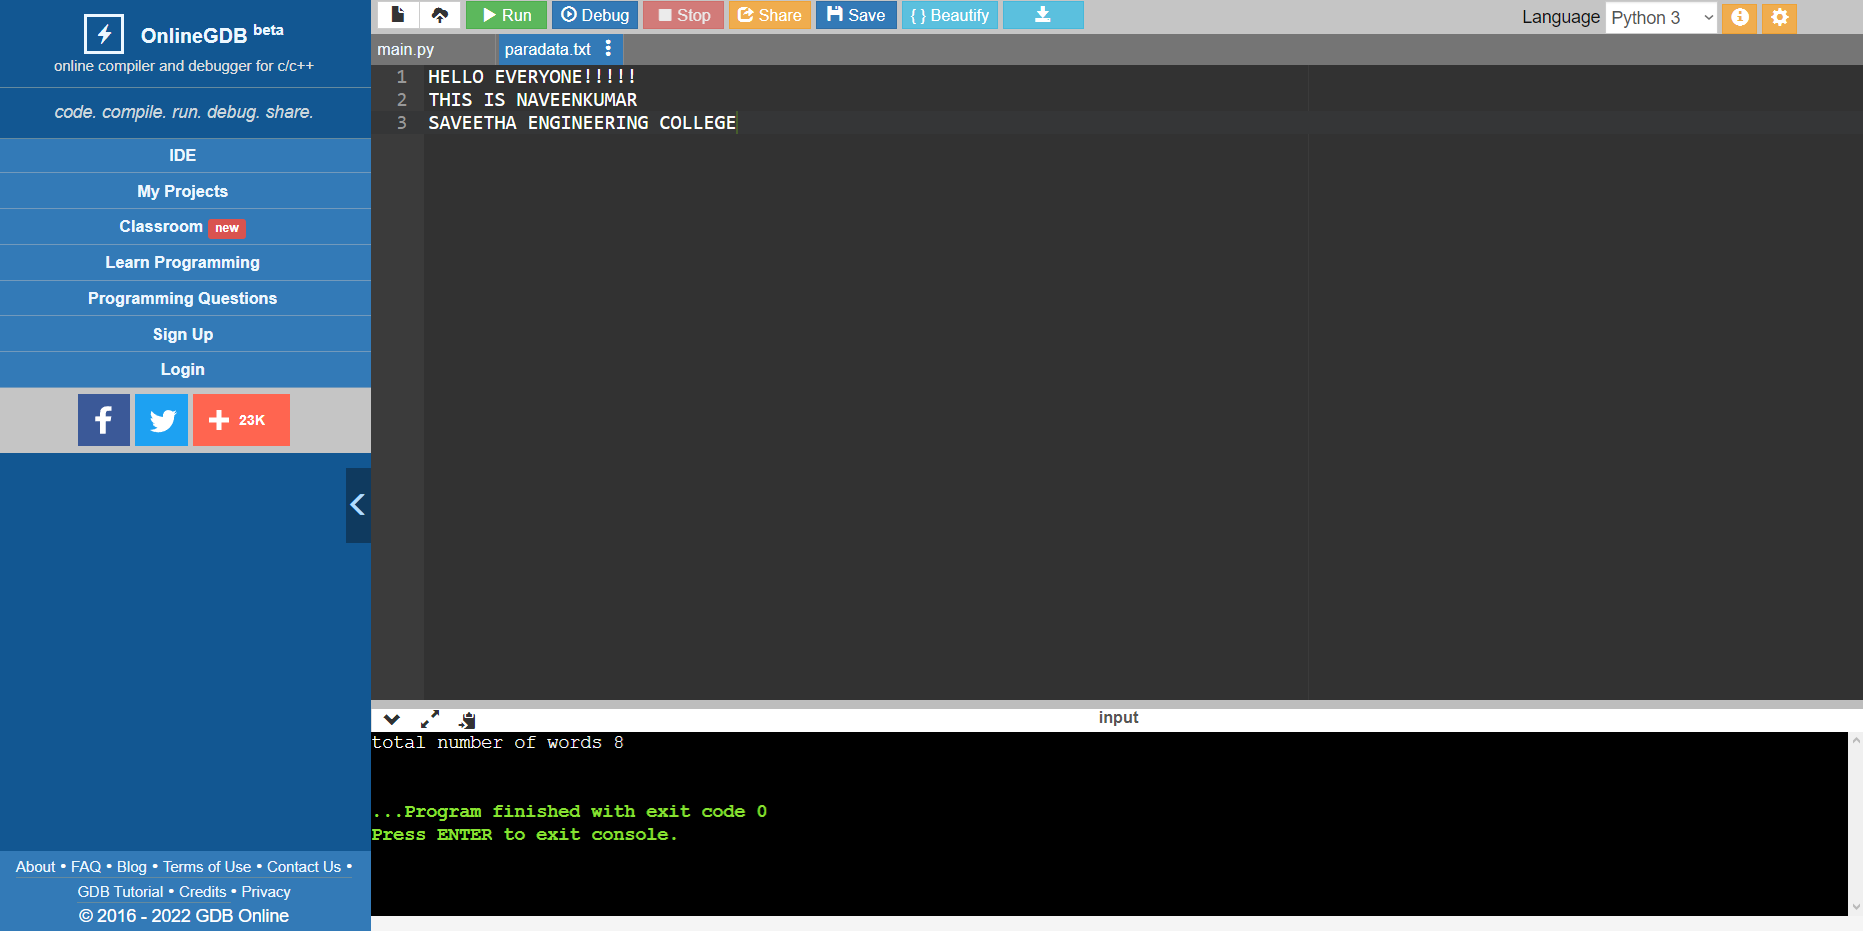 OnlineGDB beta
online compiler and debugger for c/c++
code. compile. run. debug. share.
IDE
My Projects
Classroom new
Learn Programming
Programming Questions
Sign Up
Login
23K
About • FAQ • Blog • Terms of Use • Contact Us •
GDB Tutorial • Credits • Privacy
© 2016 - 2022 GDB Online
Run Debug Stop Share Save { } Beautify
Language Python 3
main.py paradata.txt
1 HELLO EVERYONE!!!!!
2 THIS IS NAVEENKUMAR
3 SAVEETHA ENGINEERING COLLEGE
input
total number of words 8
...Program finished with exit code 0
Press ENTER to exit console.